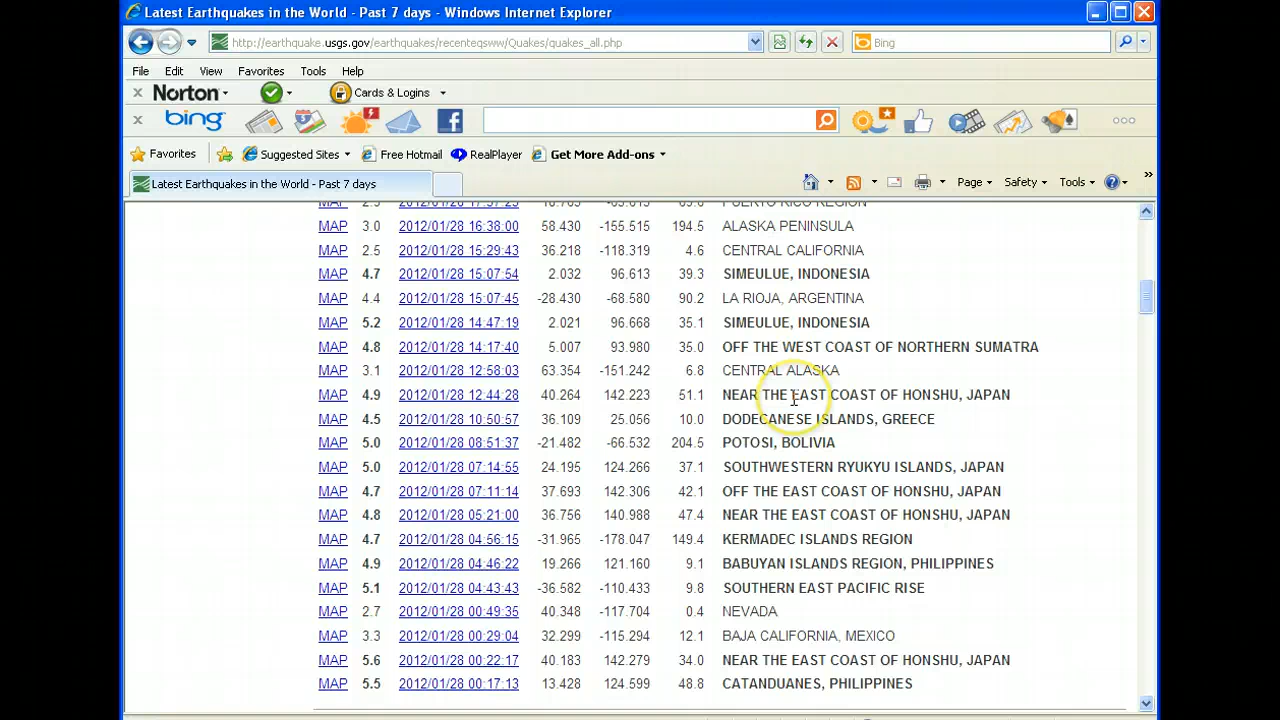 Latest Earthquakes in the World - Past 7 days - Windows Internet Explorer
http://earthquake.usgs.gov/earthquakes/recenteqsww/Quakes/quakes_all.php
Bing
File Edit View Favorites Tools Help
x Norton Cards & Logins
x bing
Favorites Suggested Sites Free Hotmail RealPlayer Get More Add-ons
Latest Earthquakes in the World - Past 7 days Page Safety Tools
MAP 2012/01/28 PUERTO RICO REGION
MAP 3.0 2012/01/28 16:38:00 58.430 -155.515 194.5 ALASKA PENINSULA
MAP 2.5 2012/01/28 15:29:43 36.218 -118.319 4.6 CENTRAL CALIFORNIA
MAP 4.7 2012/01/28 15:07:54 2.032 96.613 39.3 SIMEULUE, INDONESIA
MAP 4.4 2012/01/28 15:07:45 -28.430 -68.580 90.2 LA RIOJA, ARGENTINA
MAP 5.2 2012/01/28 14:47:19 2.021 96.668 35.1 SIMEULUE, INDONESIA
MAP 4.8 2012/01/28 14:17:40 5.007 93.980 35.0 OFF THE WEST COAST OF NORTHERN SUMATRA
MAP 3.1 2012/01/28 12:58:03 63.354 -151.242 6.8 CENTRAL ALASKA
MAP 4.9 2012/01/28 12:44:28 40.264 142.223 51.1 NEAR THE EAST COAST OF HONSHU, JAPAN
MAP 4.5 2012/01/28 10:50:57 36.109 25.056 10.0 DODECANESE ISLANDS, GREECE
MAP 5.0 2012/01/28 08:51:37 -21.482 -66.532 204.5 POTOSI, BOLIVIA
MAP 5.0 2012/01/28 07:14:55 24.195 124.266 37.1 SOUTHWESTERN RYUKYU ISLANDS, JAPAN
MAP 4.7 2012/01/28 07:11:14 37.693 142.306 42.1 OFF THE EAST COAST OF HONSHU, JAPAN
MAP 4.8 2012/01/28 05:21:00 36.756 140.988 47.4 NEAR THE EAST COAST OF HONSHU, JAPAN
MAP 4.7 2012/01/28 04:56:15 -31.965 -178.047 149.4 KERMADEC ISLANDS REGION
MAP 4.9 2012/01/28 04:46:22 19.266 121.160 9.1 BABUYAN ISLANDS REGION, PHILIPPINES
MAP 5.1 2012/01/28 04:43:43 -36.582 -110.433 9.8 SOUTHERN EAST PACIFIC RISE
MAP 2.7 2012/01/28 00:49:35 40.348 -117.704 0.4 NEVADA
MAP 3.3 2012/01/28 00:29:04 32.299 -115.294 12.1 BAJA CALIFORNIA, MEXICO
MAP 5.6 2012/01/28 00:22:17 40.183 142.279 34.0 NEAR THE EAST COAST OF HONSHU, JAPAN
MAP 5.5 2012/01/28 00:17:13 13.428 124.599 48.8 CATANDUANES, PHILIPPINES